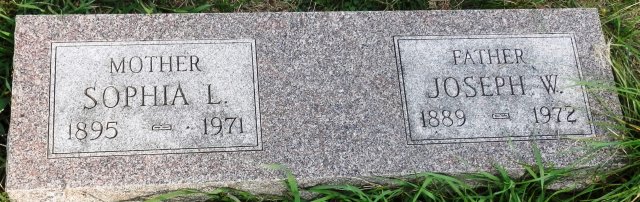 MOTHER
SOPHIA L.
1895 - 1971
FATHER
JOSEPH W.
1889 - 1972